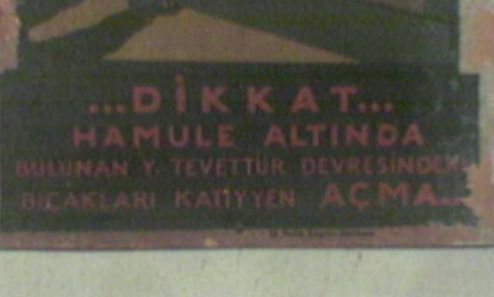 ...DİKKAT...
HAMULE ALTINDA
BULUNAN Y. TEVETTÜR DEVRESİNDEKİ
BIÇAKLARI KATİYYEN AÇMA...